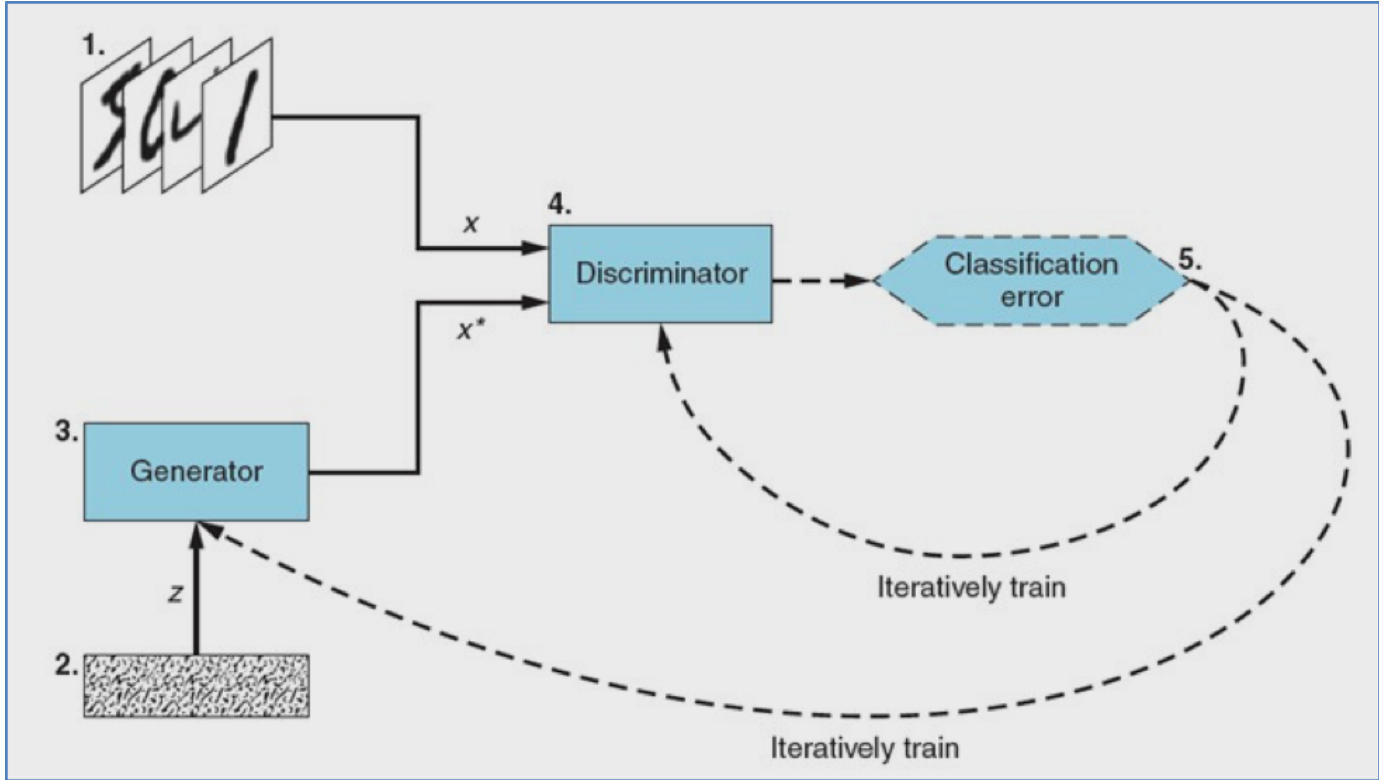 1.
x
4.
Discriminator
Classification
error
5.
x*
3.
Generator
z
2.
Iteratively train
Iteratively train